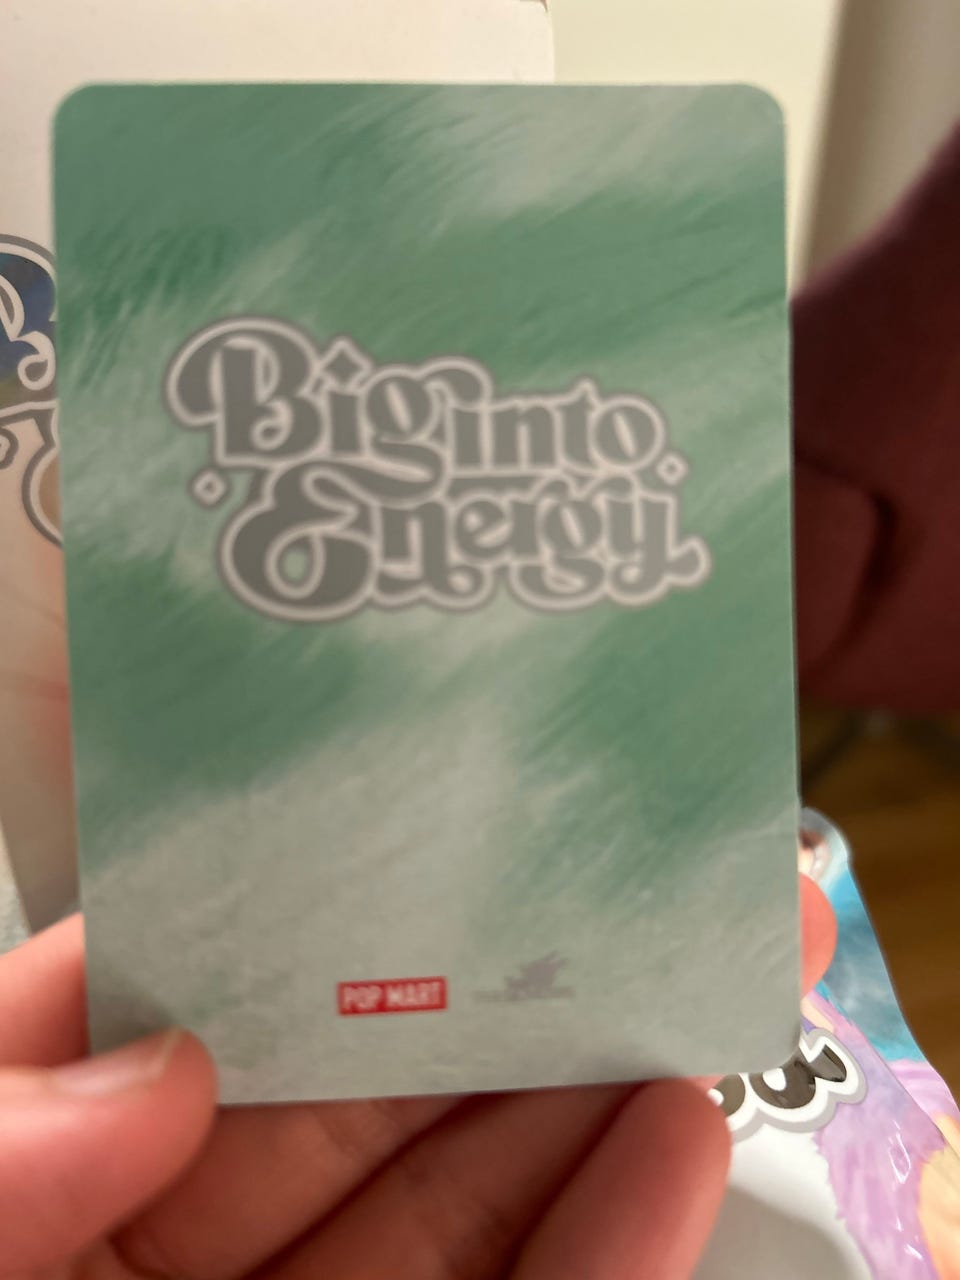 Big into
Energy
POP MART